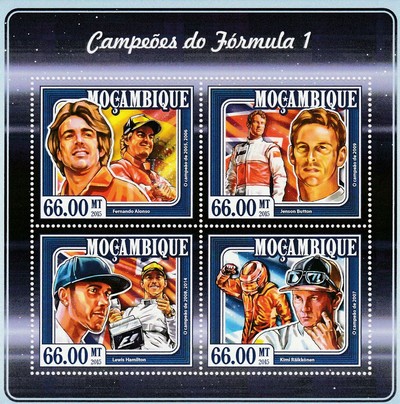 Campeões do Fórmula 1
MOÇAMBIQUE
O campeão de 2005, 2006
66.00 MT
2015
Fernando Alonso
MOÇAMBIQUE
O campeão de 2009
66.00 MT
2015
Jenson Button
MOÇAMBIQUE
O campeão de 2008, 2014
66.00 MT
2015
Lewis Hamilton
MOÇAMBIQUE
O campeão de 2007
66.00 MT
2015
Kimi Räikkönen